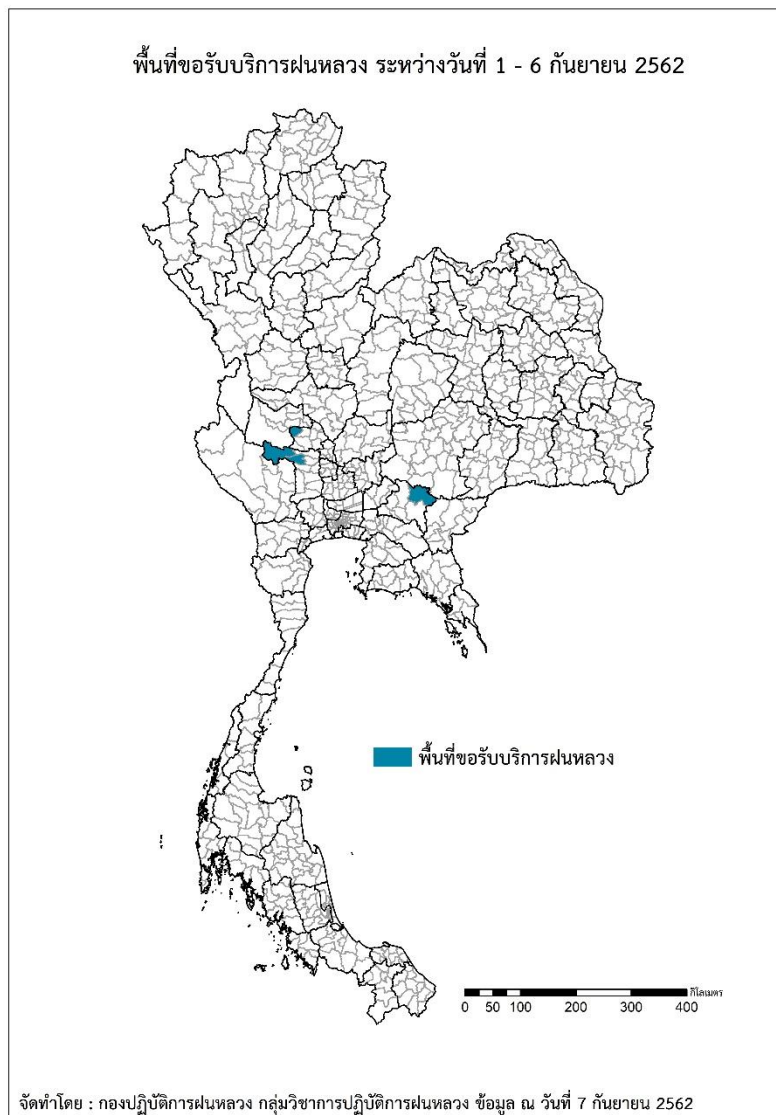 พื้นที่ขอรับบริการฝนหลวง ระหว่างวันที่ 1 - 6 กันยายน 2562
พื้นที่ขอรับบริการฝนหลวง
กิโลเมตร
0 50 100 200 300 400
จัดทำโดย : กองปฏิบัติการฝนหลวง กลุ่มวิชาการปฏิบัติการฝนหลวง ข้อมูล ณ วันที่ 7 กันยายน 2562